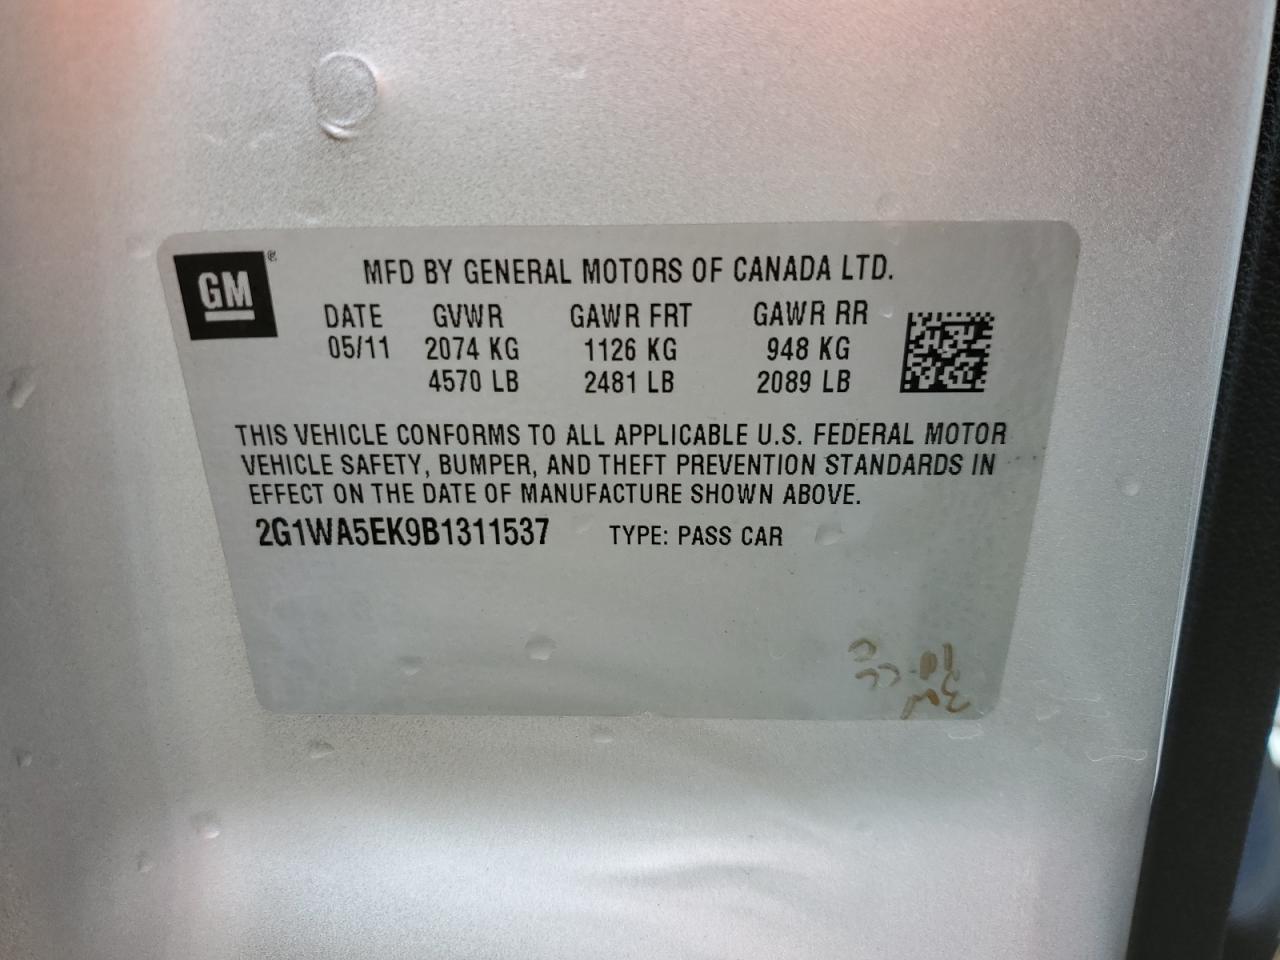 GM®
MFD BY GENERAL MOTORS OF CANADA LTD.
DATE GVWR GAWR FRT GAWR RR
05/11 2074 KG 1126 KG 948 KG
4570 LB 2481 LB 2089 LB
THIS VEHICLE CONFORMS TO ALL APPLICABLE U.S. FEDERAL MOTOR
VEHICLE SAFETY, BUMPER, AND THEFT PREVENTION STANDARDS IN
EFFECT ON THE DATE OF MANUFACTURE SHOWN ABOVE.
2G1WA5EK9B1311537 TYPE: PASS CAR